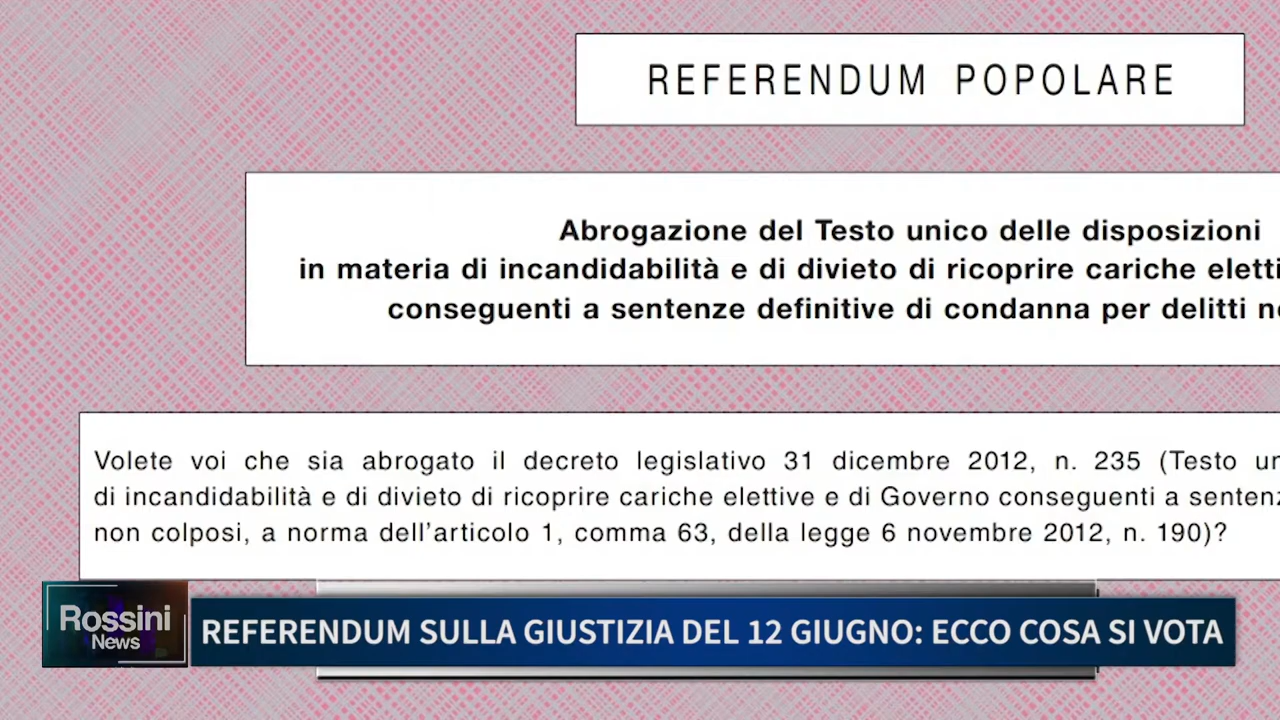 REFERENDUM POPOLARE
Abrogazione del Testo unico delle disposizioni
in materia di incandidabilità e di divieto di ricoprire cariche eletti
conseguenti a sentenze definitive di condanna per delitti n
Volete voi che sia abrogato il decreto legislativo 31 dicembre 2012, n. 235 (Testo un
di incandidabilità e di divieto di ricoprire cariche elettive e di Governo conseguenti a sentenz
non colposi, a norma dell'articolo 1, comma 63, della legge 6 novembre 2012, n. 190)?
Rossini
News
REFERENDUM SULLA GIUSTIZIA DEL 12 GIUGNO: ECCO COSA SI VOTA